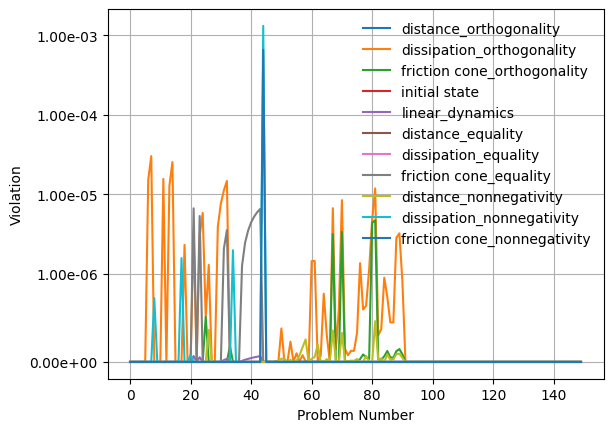 1.00e-03
1.00e-04
1.00e-05
1.00e-06
0.00e+00
Violation
distance_orthogonality
dissipation_orthogonality
friction cone_orthogonality
initial state
linear_dynamics
distance_equality
dissipation_equality
friction cone_equality
distance_nonnegativity
dissipation_nonnegativity
friction cone_nonnegativity
0 20 40 60 80 100 120 140
Problem Number